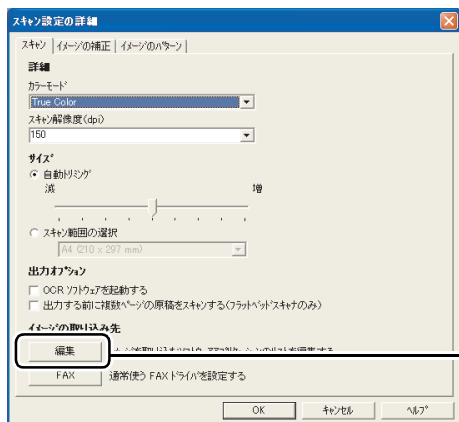 スキャン設定の詳細
スキャン イメージの補正 イメージのパターン
詳細
カラーモード
True Color
スキャン解像度(dpi)
150
サイズ
自動トリミング
減 増
スキャン範囲の選択
A4 (210 x 297 mm)
出力オプション
OCR ソフトウェアを起動する
出力する前に複数ページの原稿をスキャンする(フラットベッドスキャナのみ)
イメージの取り込み先
編集
FAX 通常使う FAX ドライバを設定する
OK キャンセル ヘルプ